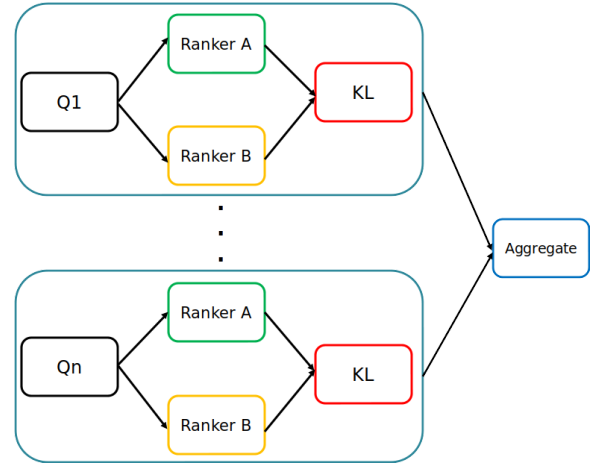 Ranker A
Q1
KL
Ranker B
Aggregate
Ranker A
Qn
KL
Ranker B